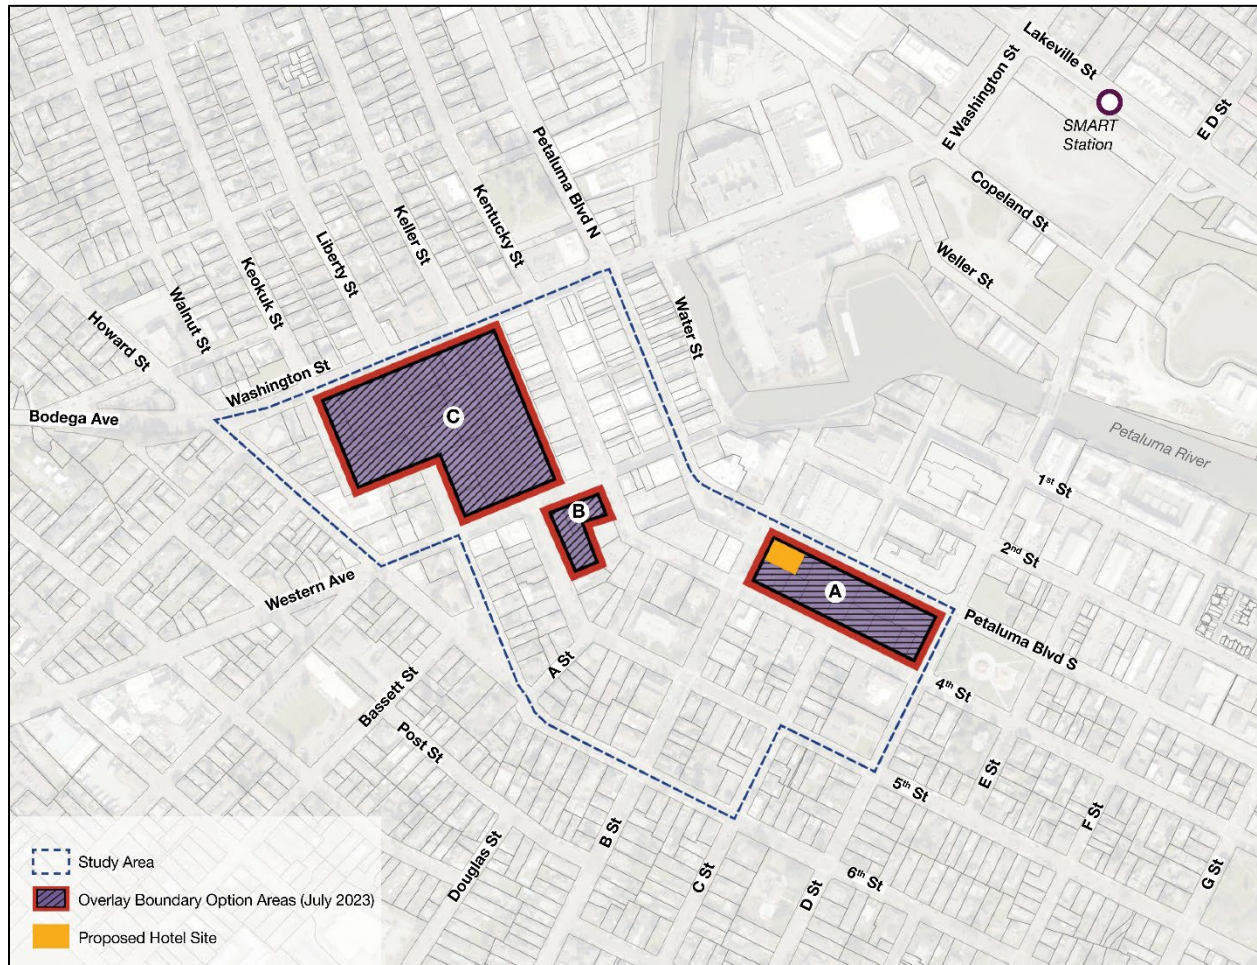 Lakeville St
E Washington St
E D St
SMART
Station
Petaluma Blvd N
Copeland St
Kentucky St
Keller St
Liberty St
Weller St
Keokuk St
Walnut St
Howard St
Water St
Washington St
Bodega Ave
C
Petaluma River
1st St
B
2nd St
A
Western Ave
Petaluma Blvd S
A St
4th St
Bassett St
Post St
E St
5th St
F St
B St
Douglas St
C St
6th St
D St
G St
Study Area
Overlay Boundary Option Areas (July 2023)
Proposed Hotel Site